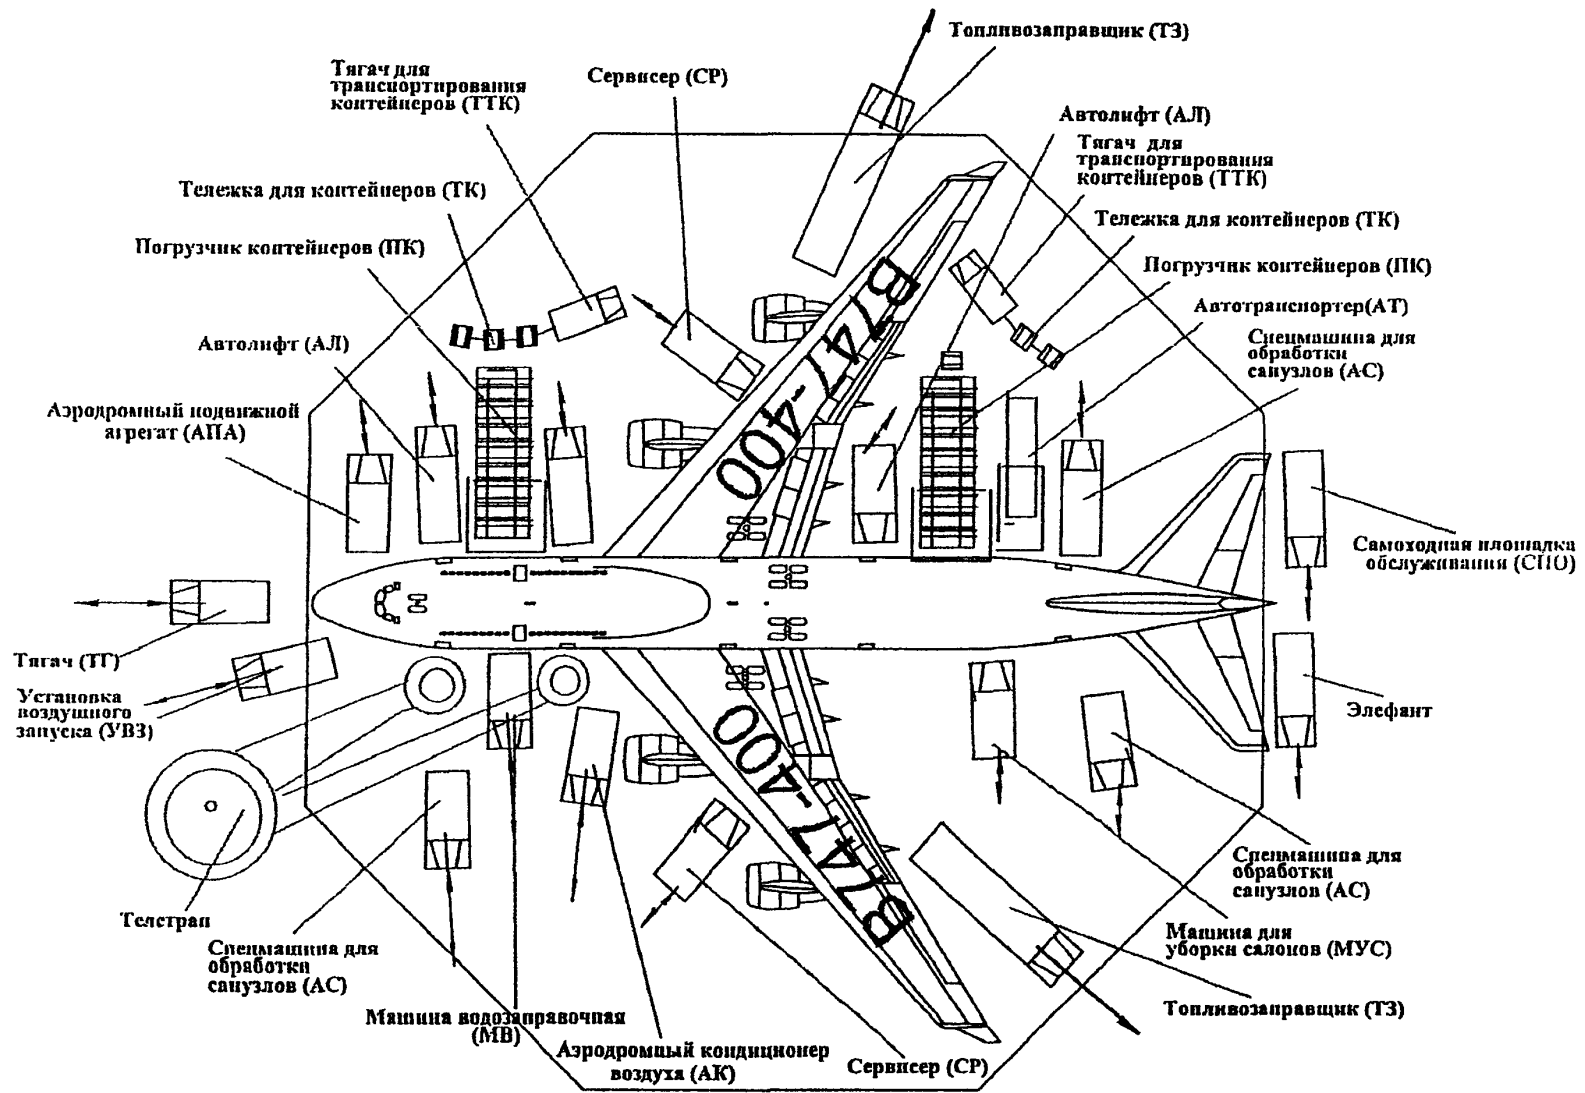 Топливозаправщик (ТЗ)
Тягач для
транспортирования
контейнеров (ТТК)
Сервисер (СР)
Автолифт (АЛ)
Тягач для
транспортирования
контейнеров (ТТК)
Тележка для контейнеров (ТК)
Тележка для контейнеров (ТК)
Погрузчик контейнеров (ПК)
Погрузчик контейнеров (ПК)
Автотранспортер(АТ)
Спецмашина для
обработки
санузлов (АС)
Автолифт (АЛ)
Аэродромный подвижной
агрегат (АПА)
B747-400
Самоходная площадка
обслуживания (СПО)
Тягач (ТГ)
Установка
воздушного
запуска (УВЗ)
Элефант
B747-400
Телетрап
Спецмашина для
обработки
санузлов (АС)
Спецмашина для
обработки
санузлов (АС)
Машина для
уборки салонов (МУС)
Машина водозаправочная
(МВ)
Топливозаправщик (ТЗ)
Аэродромный кондиционер
воздуха (АК)
Сервисер (СР)